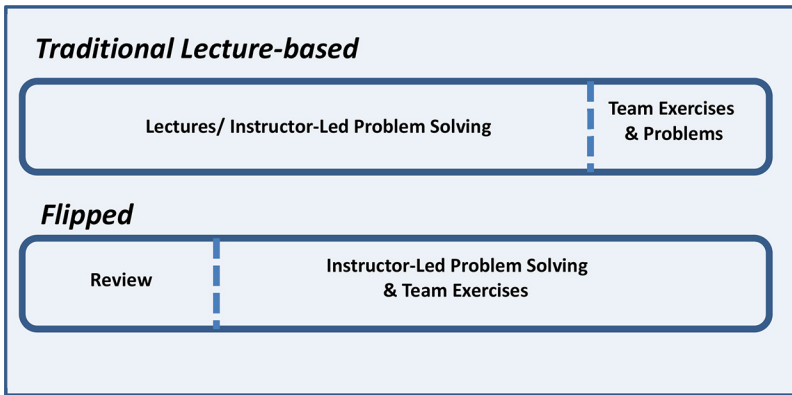 Traditional Lecture-based
Lectures/ Instructor-Led Problem Solving
Team Exercises
& Problems
Flipped
Review
Instructor-Led Problem Solving
& Team Exercises